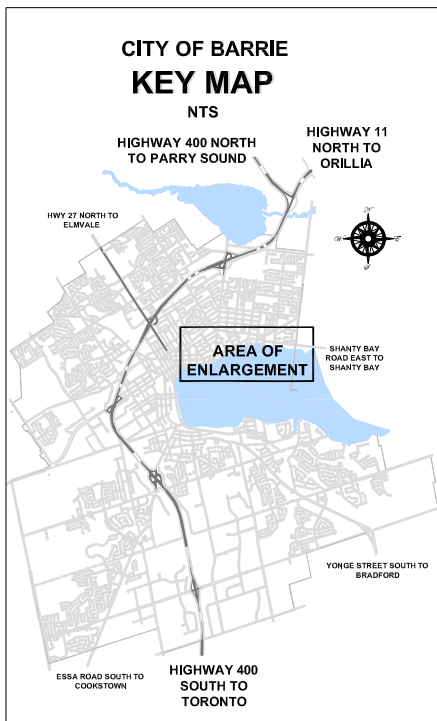 CITY OF BARRIE
KEY MAP
NTS
HIGHWAY 400 NORTH
TO PARRY SOUND
HIGHWAY 11
NORTH TO
ORILLIA
HWY 27 NORTH TO
ELMVALE
AREA OF
ENLARGEMENT
SHANTY BAY
ROAD EAST TO
SHANTY BAY
YONGE STREET SOUTH TO
BRADFORD
ESSA ROAD SOUTH TO
COOKSTOWN
HIGHWAY 400
SOUTH TO
TORONTO